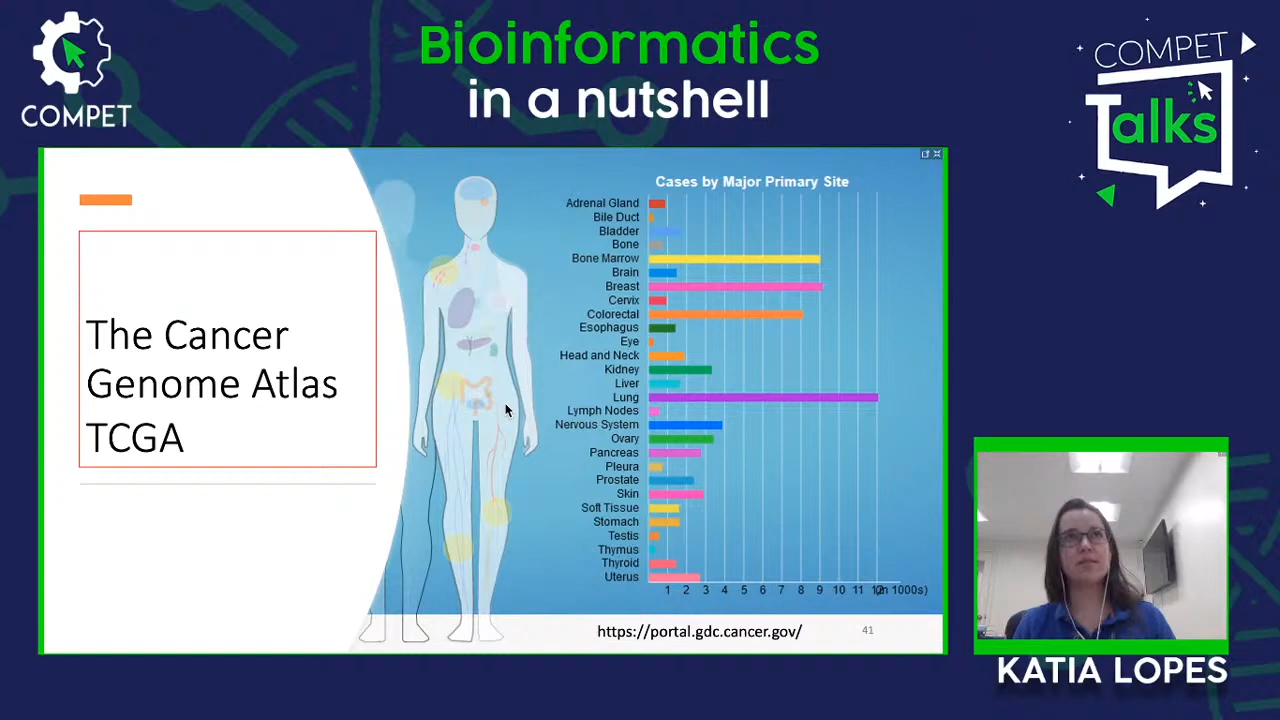 COMPET
Bioinformatics
in a nutshell
COMPET
Talks
The Cancer
Genome Atlas
TCGA
Cases by Major Primary Site
Adrenal Gland
Bile Duct
Bladder
Bone
Bone Marrow
Brain
Breast
Cervix
Colorectal
Esophagus
Eye
Head and Neck
Kidney
Liver
Lung
Lymph Nodes
Nervous System
Ovary
Pancreas
Pleura
Prostate
Skin
Soft Tissue
Stomach
Testis
Thymus
Thyroid
Uterus
1 2 3 4 5 6 7 8 9 10 11 12 (in 1000s)
https://portal.gdc.cancer.gov/
41
KATIA LOPES